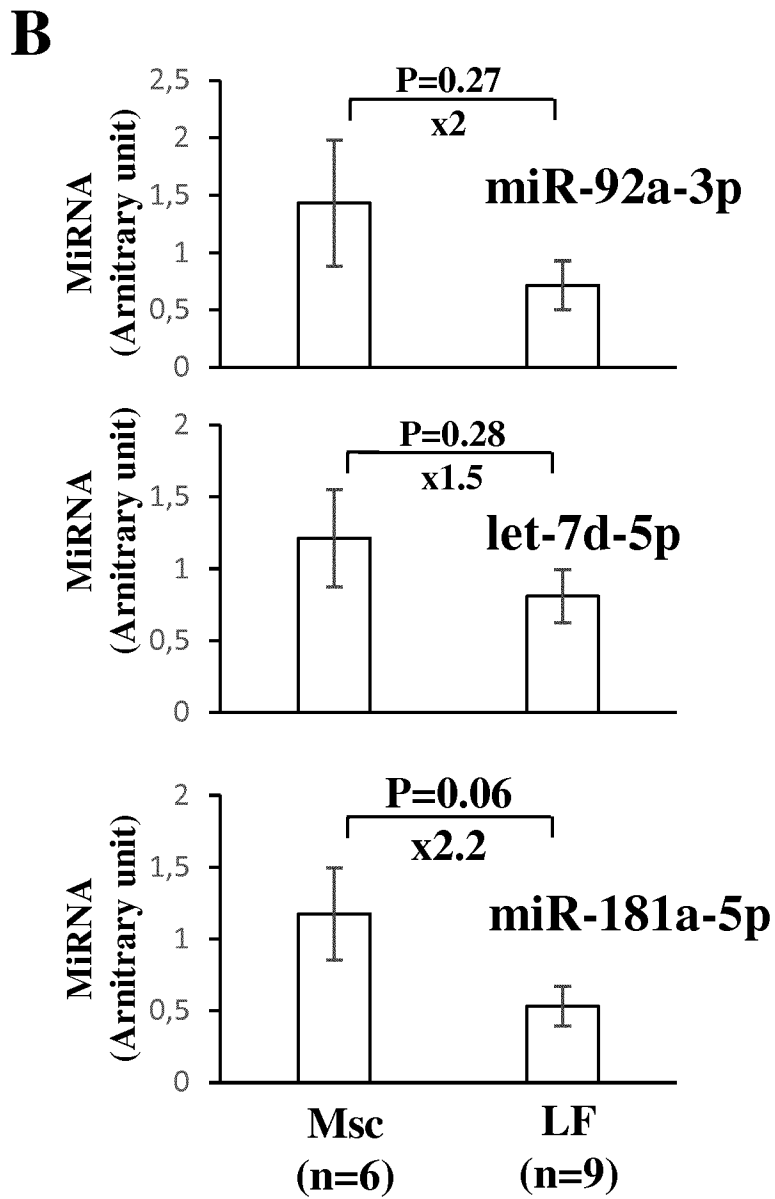 B
P=0.27
x2
miR-92a-3p
MiRNA
(Arnitrary unit)
2,5
2
1,5
1
0,5
0
P=0.28
x1.5
let-7d-5p
MiRNA
(Arnitrary unit)
2
1,5
1
0,5
0
P=0.06
x2.2
miR-181a-5p
MiRNA
(Arnitrary unit)
2
1,5
1
0,5
0
Msc
(n=6)
LF
(n=9)